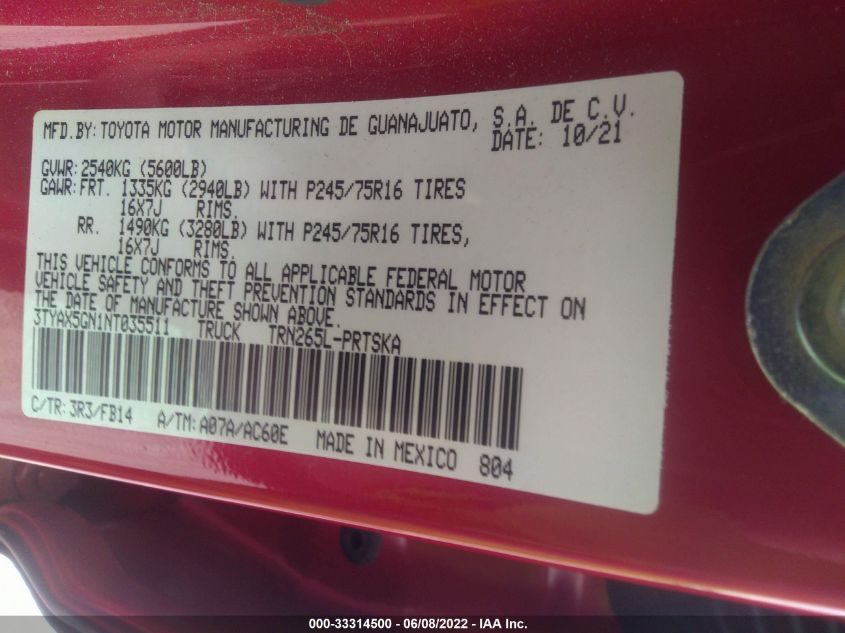 MFD.BY: TOYOTA MOTOR MANUFACTURING DE GUANAJUATO, S.A. DE C.V.
DATE: 10/21
GVWR: 2540KG (5600LB)
GAWR: FRT. 1335KG (2940LB) WITH P245/75R16 TIRES
16X7J RIMS.
RR. 1490KG (3280LB) WITH P245/75R16 TIRES,
16X7J RIMS.
THIS VEHICLE CONFORMS TO ALL APPLICABLE FEDERAL MOTOR
VEHICLE SAFETY AND THEFT PREVENTION STANDARDS IN EFFECT ON
THE DATE OF MANUFACTURE SHOWN ABOVE.
3TYAX5GN1NT035511 TRUCK TRN265L-PRTSKA
C/TR: 3R3/FB14 A/TM: A07A/AC60E MADE IN MEXICO 804
000-33314500 - 06/08/2022 - IAA Inc.